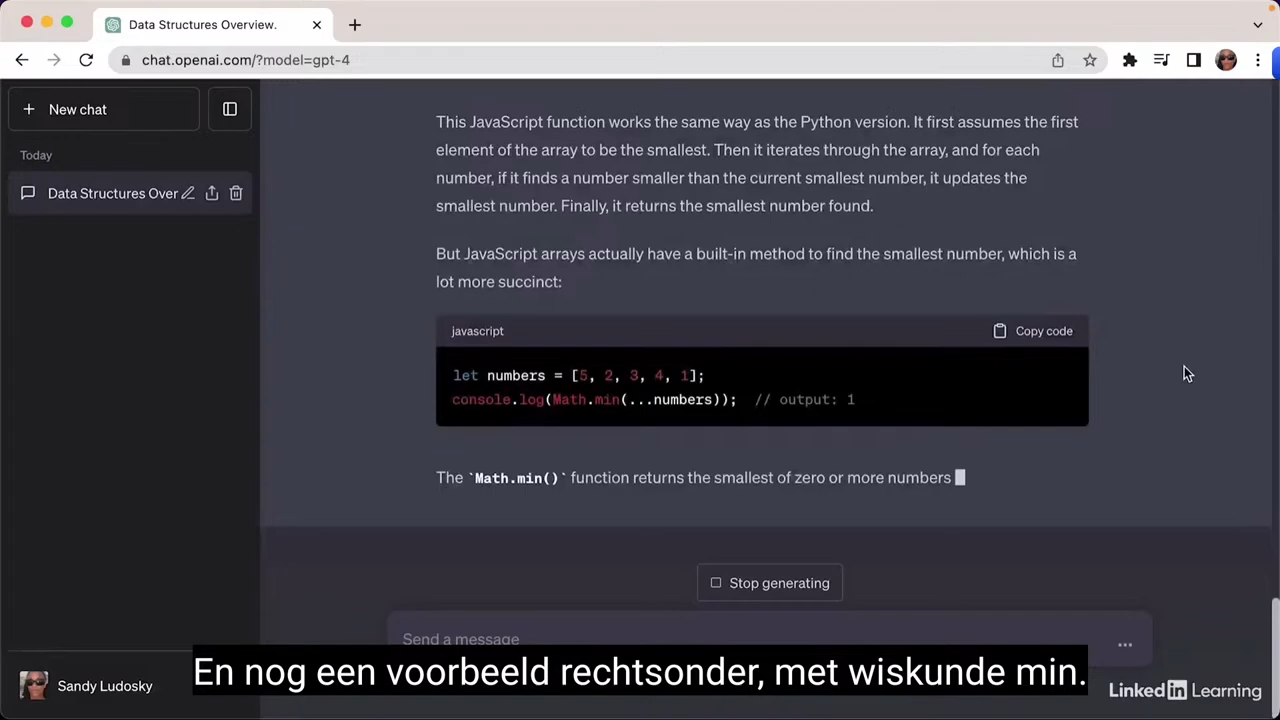 Data Structures Overview.
chat.openai.com/?model=gpt-4
New chat
Today
Data Structures Over
This JavaScript function works the same way as the Python version. It first assumes the first
element of the array to be the smallest. Then it iterates through the array, and for each
number, if it finds a number smaller than the current smallest number, it updates the
smallest number. Finally, it returns the smallest number found.
But JavaScript arrays actually have a built-in method to find the smallest number, which is a
lot more succinct:
javascript
Copy code
let numbers = [5, 2, 3, 4, 1];
console.log(Math.min(...numbers)); // output: 1
The `Math.min()` function returns the smallest of zero or more numbers
Stop generating
Send a message
En nog een voorbeeld rechtsonder, met wiskunde min.
Sandy Ludosky
LinkedIn Learning